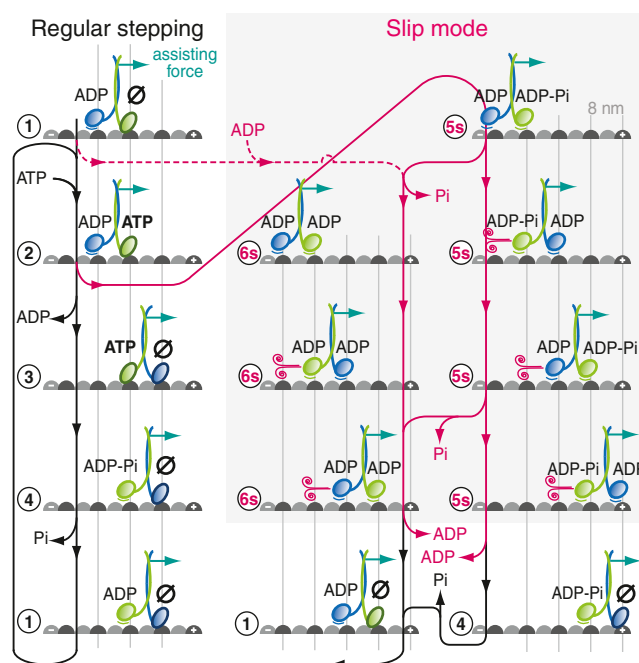 Regular stepping
Slip mode
assisting
force
ADP Ø
ADP ADP-Pi
8 nm
1
5s
ADP
ATP
Pi
ADP ATP
ADP ADP
ADP-Pi ADP
2
6s
5s
ADP
ATP Ø
ADP ADP
ADP ADP-Pi
3
6s
5s
Pi
ADP-Pi Ø
ADP ADP
ADP-Pi ADP
4
6s
5s
Pi
ADP
ADP
Pi
ADP Ø
ADP Ø
ADP-Pi Ø
1
1
4